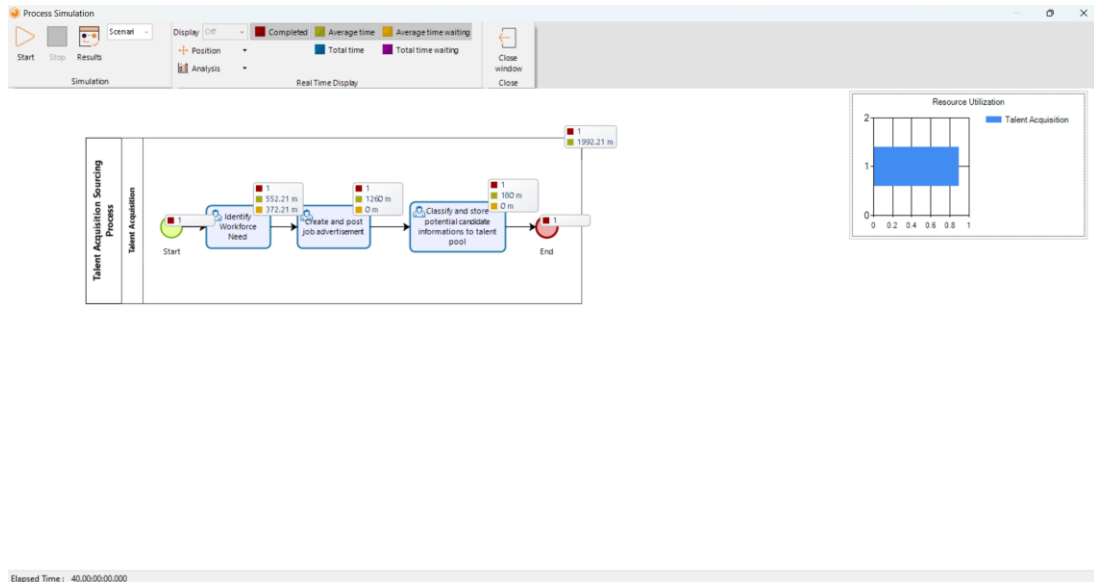 Process Simulation
Start
Stop
Results
Scenari
Simulation
Display Off
Position
Analysis
Completed
Average time
Average time waiting
Total time
Total time waiting
Real Time Display
Close
window
Close
Resource Utilization
2
1
0
0 0.2 0.4 0.6 0.8 1
Talent Acquisition
Talent Acquisition Sourcing
Process
Talent Acquisition
1
1992.21 m
1
Start
1
552.21 m
372.21 m
Identify
Workforce
Need
1
1260 m
0 m
Create and post
job advertisement
1
180 m
0 m
Classify and store
potential candidate
informations to talent
pool
1
End
Elapsed Time : 40.00:00:00.000